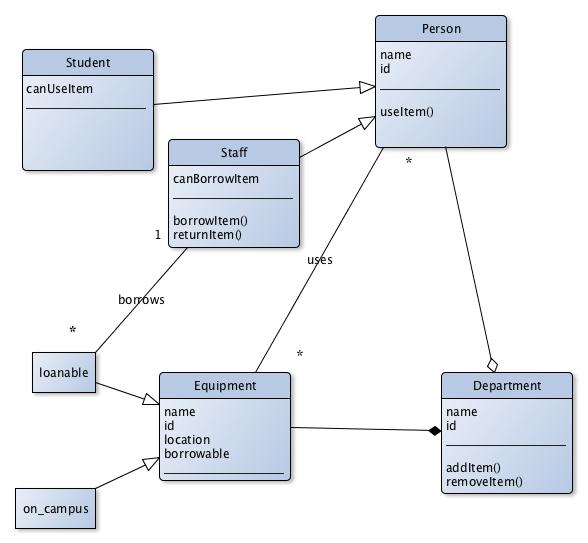 Person
name
id
useItem()
Student
canUseItem
Staff
canBorrowItem
borrowItem()
returnItem()
*
1
uses
borrows
*
*
loanable
Equipment
name
id
location
borrowable
Department
name
id
addItem()
removeItem()
on_campus